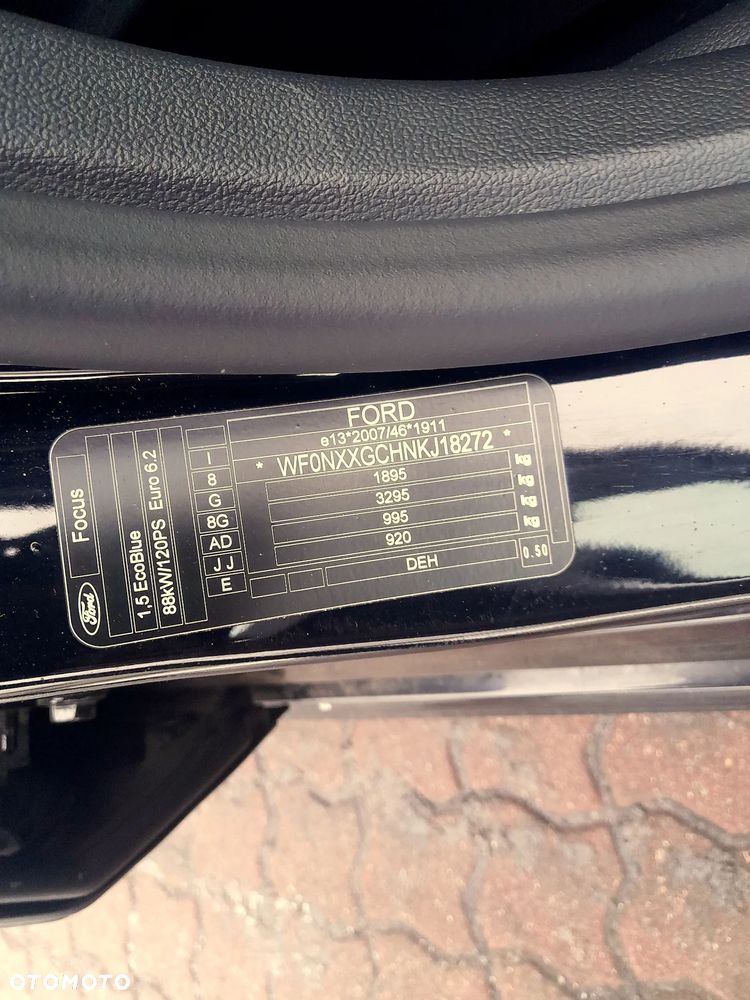 FORD
e13*2007/46*1911
* WF0NXXGCHNKJ18272 *
1895 kg
3295 kg
995 kg
920 kg
DEH
0.50
I
8
G
8G
AD
JJ
E
Ford
Focus
1,5 EcoBlue
88kW/120PS Euro 6.2
OTOMOTO